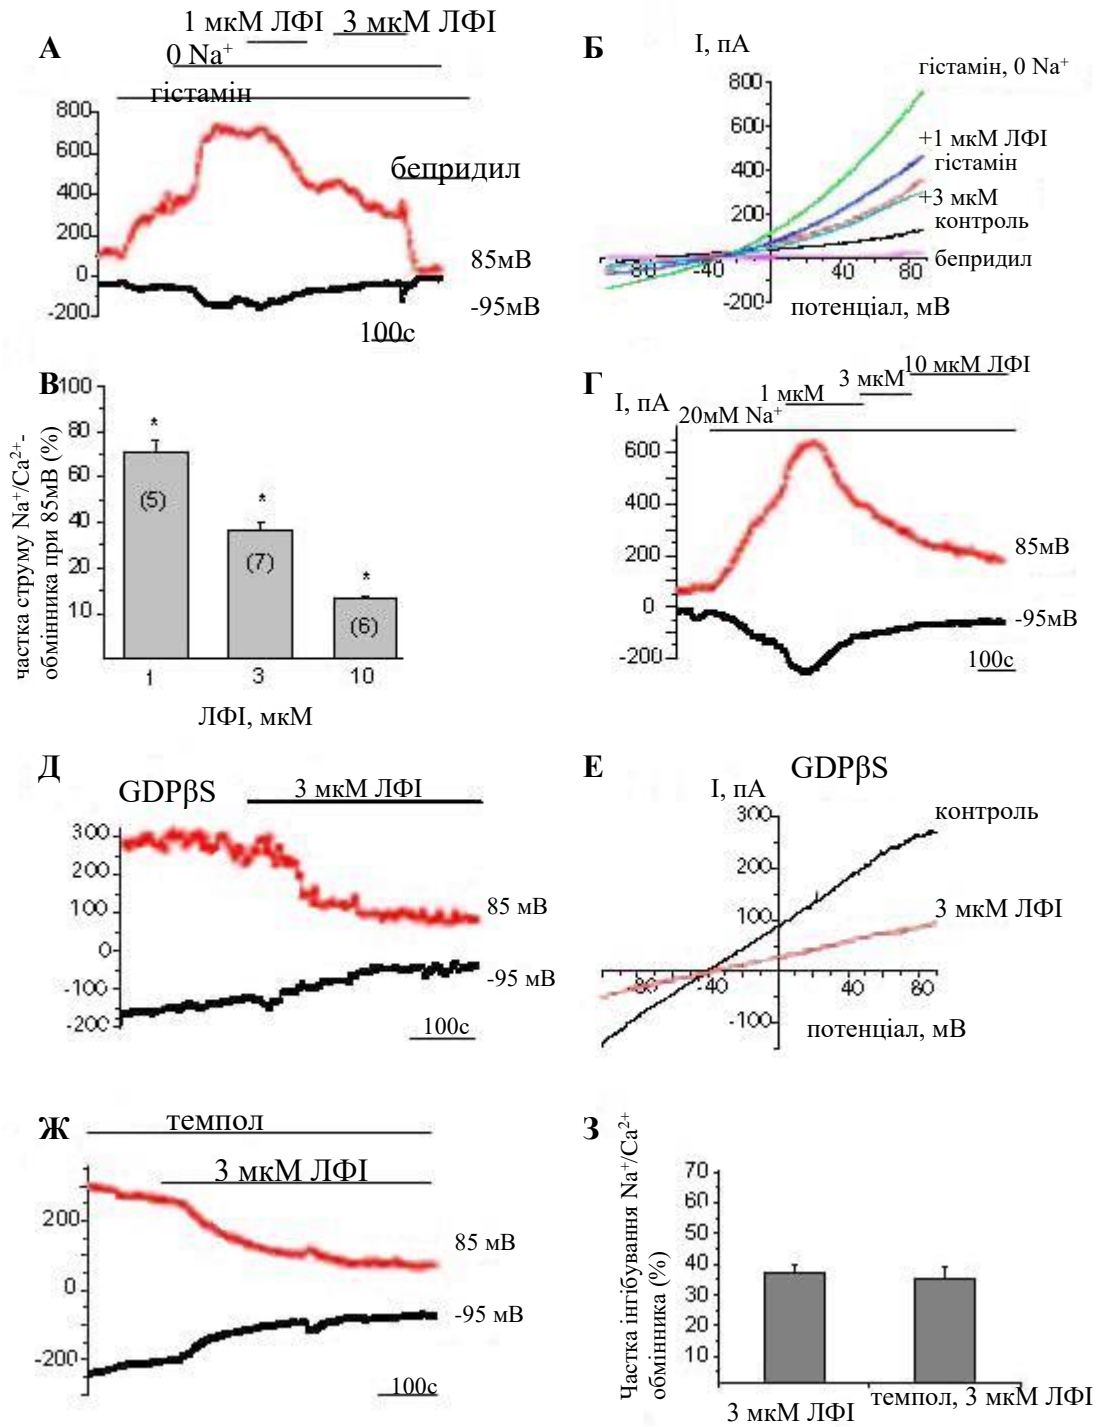 А
1 мкМ ЛФІ
3 мкМ ЛФІ
0 Na⁺
гістамін
бепридил
800
600
400
200
0
-200
85мВ
-95мВ
100с
Б
I, пА
гістамін, 0 Na⁺
+1 мкМ ЛФІ
гістамін
+3 мкМ
контроль
бепридил
800
600
400
200
-200
-80
-40
40
80
потенціал, мВ
В
частка струму Na⁺/Ca²⁺-
обмінника при 85мВ (%)
100
80
60
40
20
10
*
*
*
(5)
(7)
(6)
1
3
10
ЛФІ, мкМ
Г
I, пА
10 мкМ ЛФІ
3 мкМ
1 мкМ
20мМ Na⁺
600
400
200
0
-200
85мВ
-95мВ
100с
Д
GDPβS
3 мкМ ЛФІ
300
200
100
0
-100
-200
85 мВ
-95 мВ
100с
Е
GDPβS
I, пА
контроль
3 мкМ ЛФІ
300
200
100
-100
-80
-40
40
80
потенціал, мВ
Ж
темпол
3 мкМ ЛФІ
200
0
-200
85 мВ
-95 мВ
100с
З
Частка інгібування Na⁺/Ca²⁺
обмінника (%)
70
60
50
40
30
20
10
3 мкМ ЛФІ
темпол, 3 мкМ ЛФІ